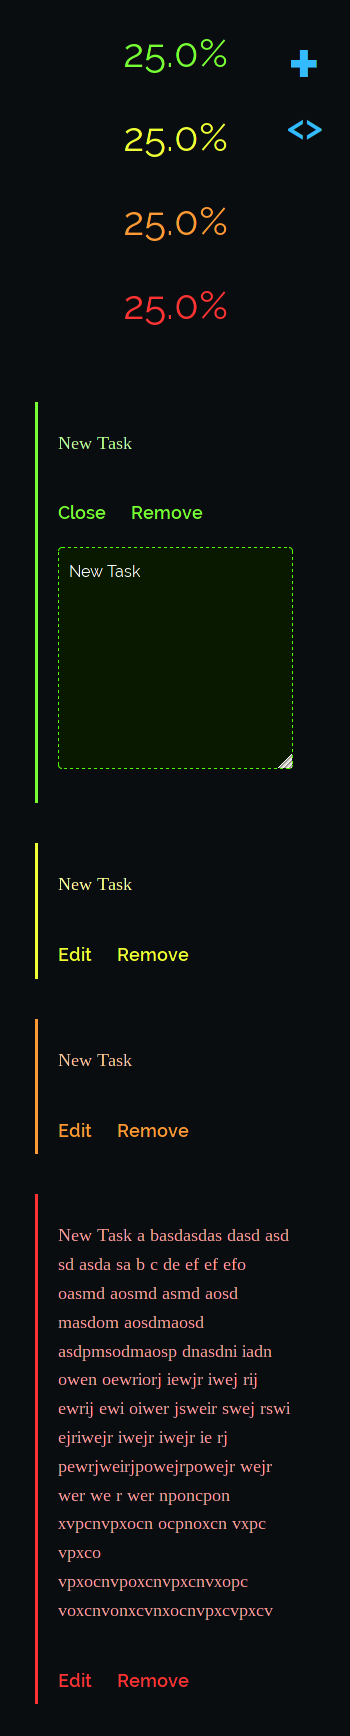 25.0%
25.0%
<>
25.0%
25.0%
New Task
Close Remove
New Task
New Task
Edit Remove
New Task
Edit Remove
New Task a basdasdas dasd asd
sd asda sa b c de ef ef efo
oasmd aosmd asmd aosd
masdom aosdmaosd
asdpmsodmaosp dnasdni iadn
owen oewriorj iewjr iwej rij
ewrij ewi oiwer jsweir swej rswi
ejriwejr iwejr iwejr ie rj
pewrjweirjpowejrpowejr wejr
wer we r wer nponcpon
xvpcnvpxocn ocpnoxcn vxpc
vpxco
vpxocnvpoxcnvpxcnvxopc
voxcnvonxcvnxocnvpxcvpxcv
Edit Remove